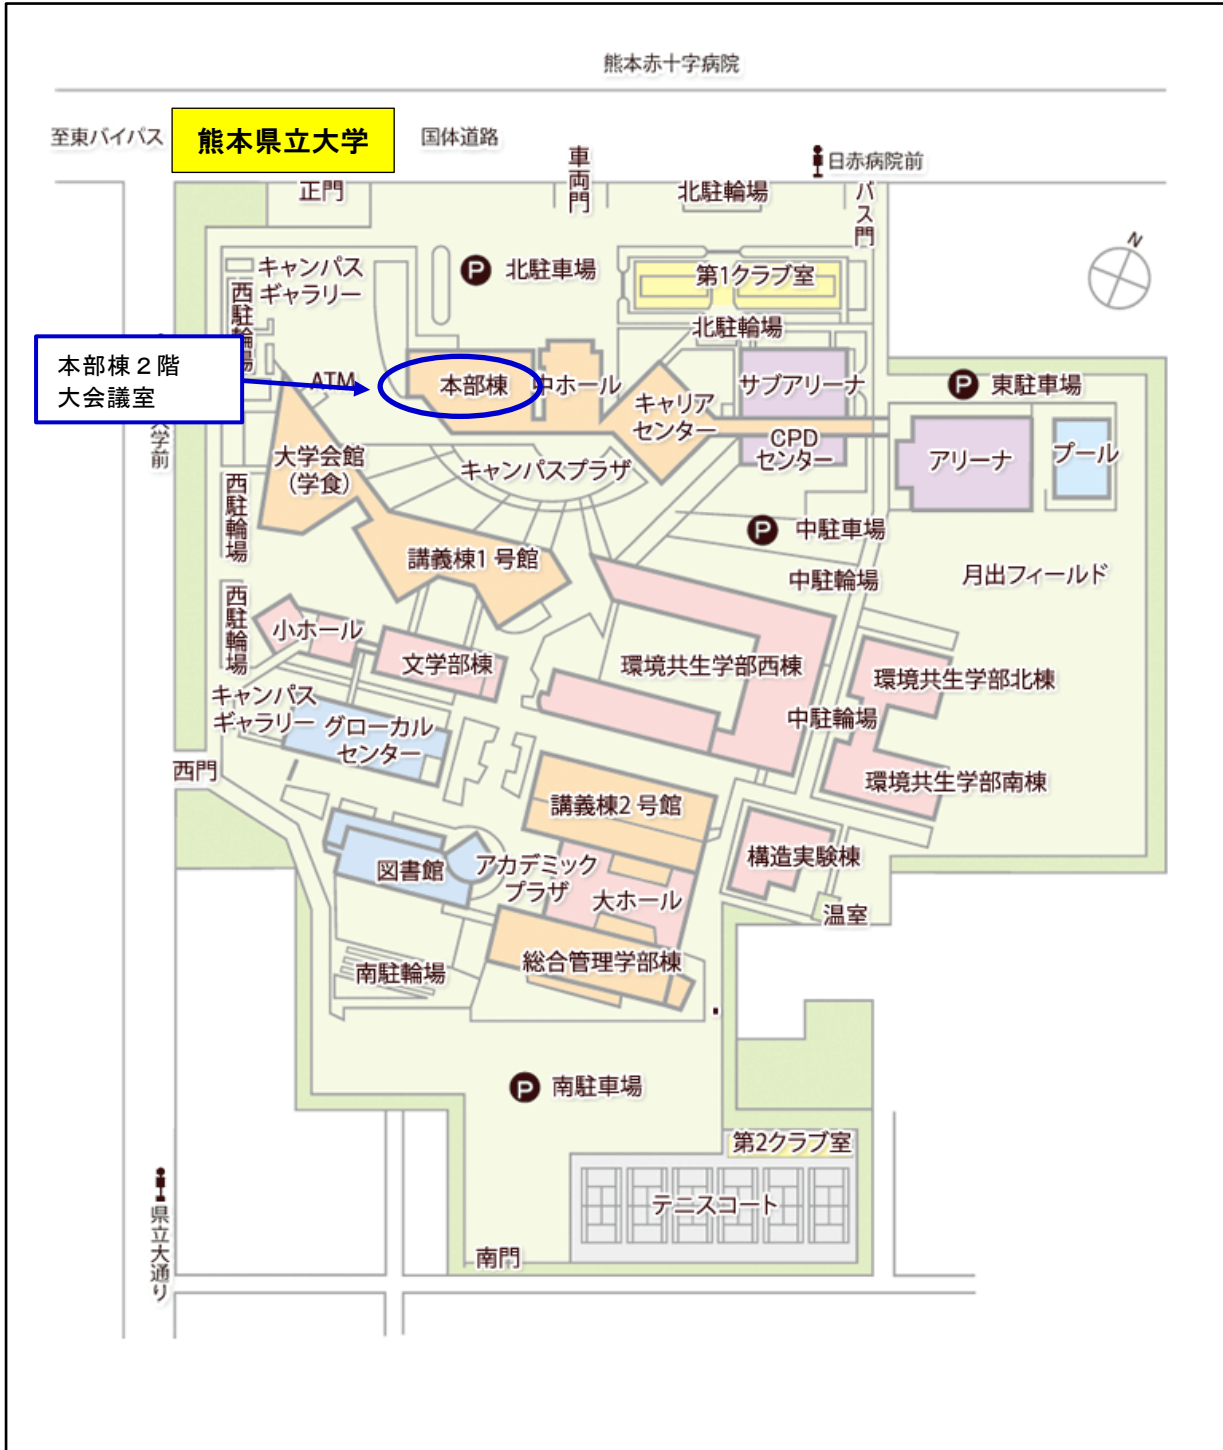 熊本赤十字病院
至東バイパス
熊本県立大学
国体道路
日赤病院前
正門
車両門
北駐輪場
バス門
N
キャンパス
ギャラリー
P 北駐車場
第1クラブ室
西駐輪場
北駐輪場
本部棟２階
大会議室
ATM
本部棟
中ホール
サブアリーナ
P 東駐車場
キャリア
センター
CPD
センター
アリーナ
プール
大学会館
(学食)
キャンパスプラザ
学前
西駐輪場
P 中駐車場
講義棟1 号館
中駐輪場
月出フィールド
西駐輪場
小ホール
文学部棟
環境共生学部西棟
環境共生学部北棟
キャンパス
ギャラリー
グローカル
センター
中駐輪場
西門
環境共生学部南棟
講義棟2 号館
構造実験棟
図書館
アカデミック
プラザ
大ホール
温室
総合管理学部棟
南駐輪場
P 南駐車場
第2クラブ室
テニスコート
県立大通り
南門